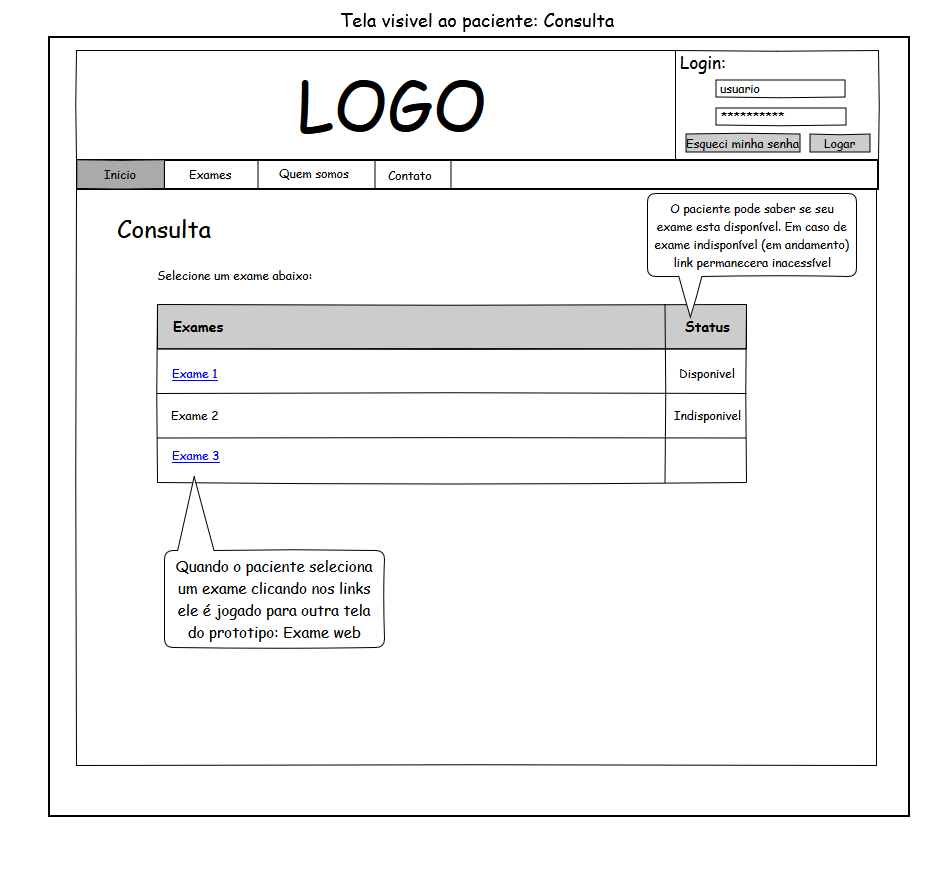 Tela visivel ao paciente: Consulta
LOGO
Login:
usuario
**********
Esqueci minha senha
Logar
Inicio
Exames
Quem somos
Contato
Consulta
O paciente pode saber se seu
exame esta disponível. Em caso de
exame indisponível (em andamento)
link permanecera inacessível
Selecione um exame abaixo:
Exames
Status
Exame 1
Disponivel
Exame 2
Indisponivel
Exame 3
Quando o paciente seleciona
um exame clicando nos links
ele é jogado para outra tela
do prototipo: Exame web